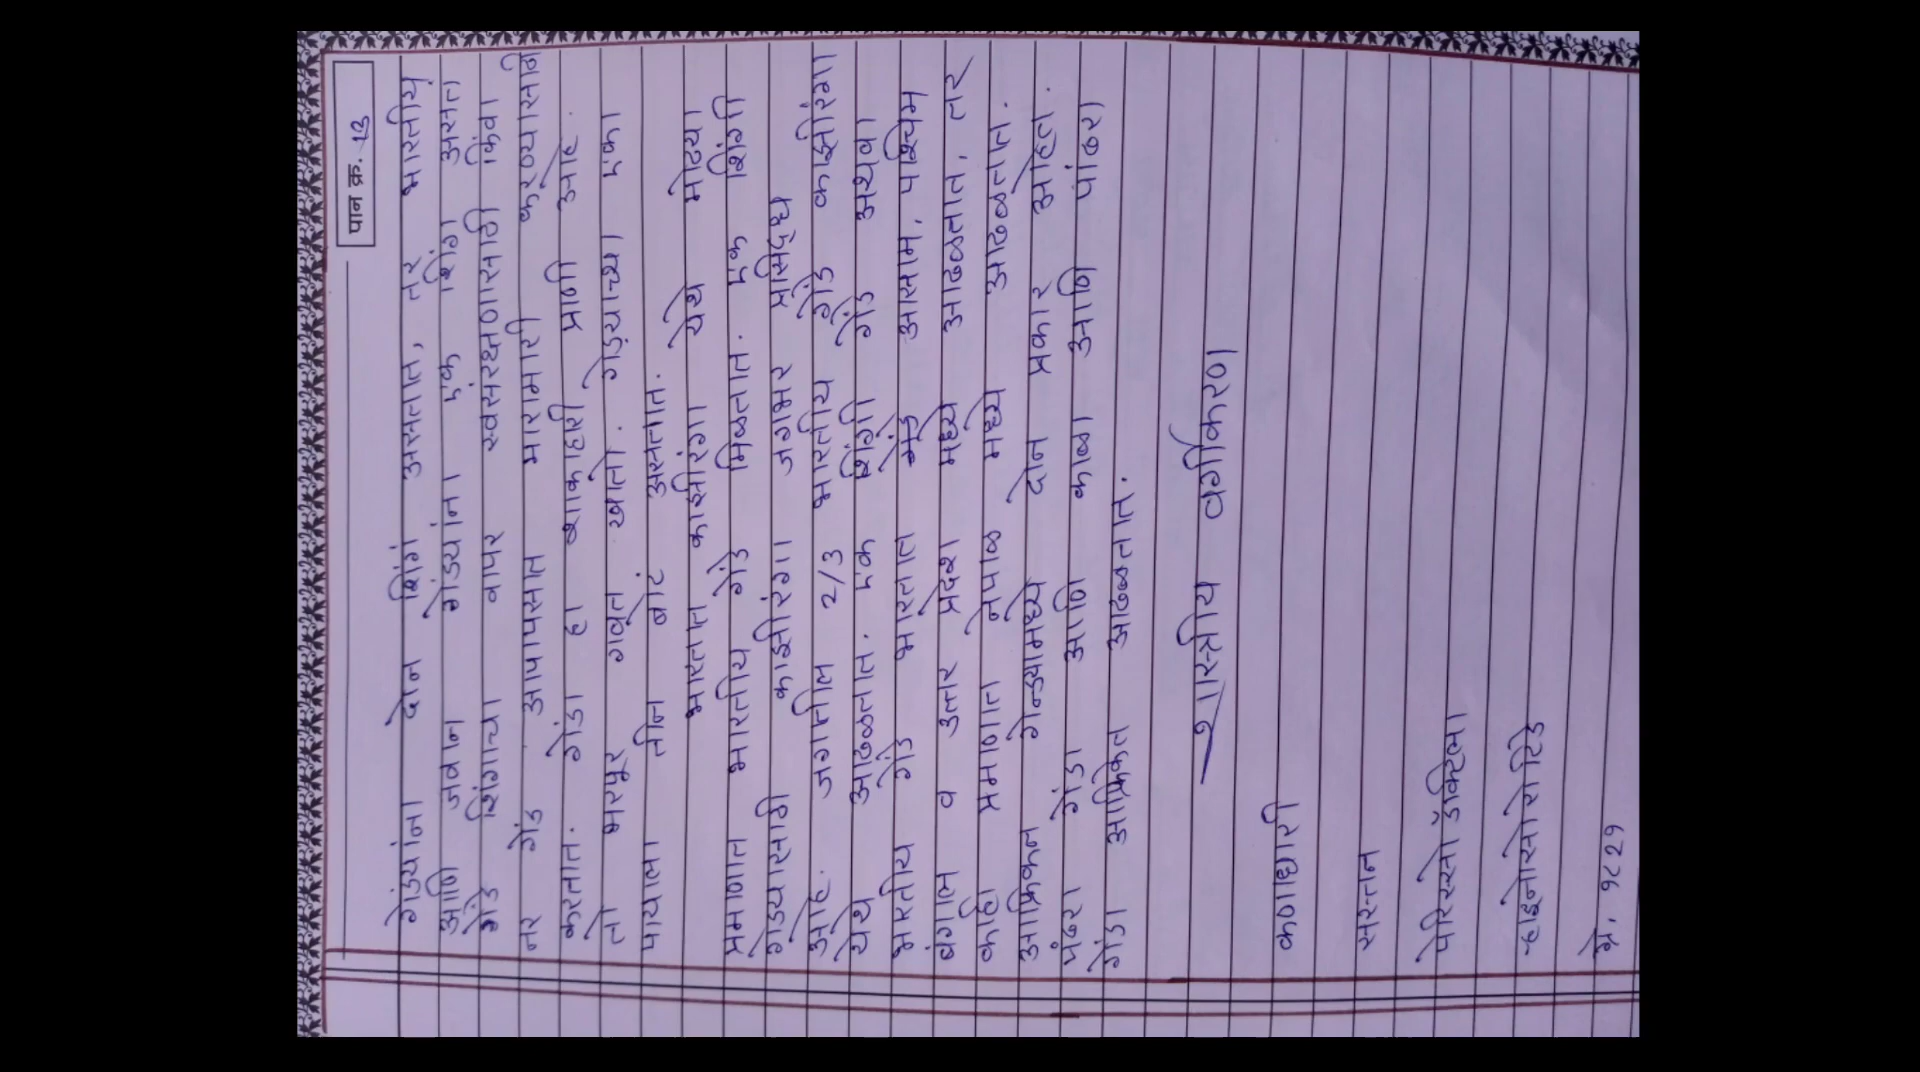 पान क्र. 13
गेंड्यांना दोन शिंगं असतात, तर भारतीय
आणि जवान गेंड्यांना एक शिंग असत
गेंडे शिंगाचा वापर स्वसंरक्षणासाठी किंवा
नर गेंडे आपापसात मारामारी करण्यासाठी
करतात. गेंडा हा शाकाहारी प्राणी आहे.
तो भरपूर गवत खातो. गेंड्याच्या एका
पायाला तीन बोटं असतात.
भारतात काझीरंगा येथे मोठ्या
प्रमाणात भारतीय गेंडे मिळतात. एक शिंगी
गेंड्यासाठी काझीरंगा जगभर प्रसिद्ध
आहे. जगातील 2/3 भारतीय गेंडे काझीरंगा
येथे आढळतात. एक शिंगी गेंडे अथवा
भारतीय गेंडे भारतात आसाम, पश्चिम
बंगाल व उत्तर प्रदेश मध्ये आढळतात. तर
काही प्रमाणात नेपाळ मध्ये आढळतात.
आफ्रिकन गेन्ड्यामध्ये दोन प्रकार आहेत.
पंढरा गेंडा आणि काळा आणि पांढरा
गेंडा आफ्रिकेत आढळतात.
शास्त्रीय वर्गीकरण
कणाधारी
सस्तन
पेरिस्सोडॅक्टिला
ऱ्हाइनोसोरोटिडे
ग्रे. १८२१